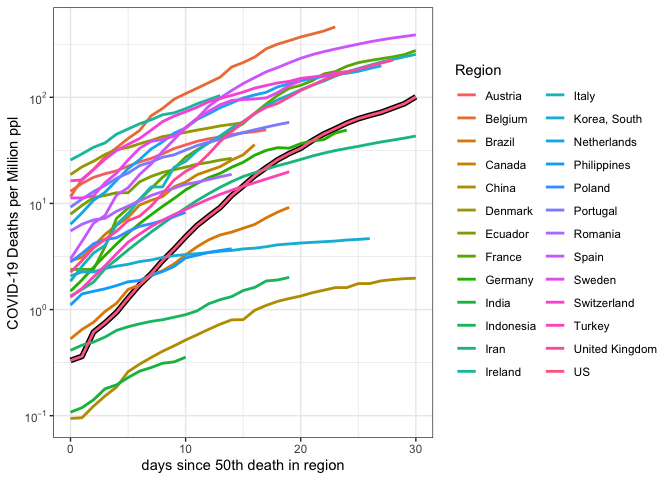 COVID-19 Deaths per Million ppl
10²
10¹
10⁰
10⁻¹
0
10
20
30
days since 50th death in region
Region
Austria
Belgium
Brazil
Canada
China
Denmark
Ecuador
France
Germany
India
Indonesia
Iran
Ireland
Italy
Korea, South
Netherlands
Philippines
Poland
Portugal
Romania
Spain
Sweden
Switzerland
Turkey
United Kingdom
US